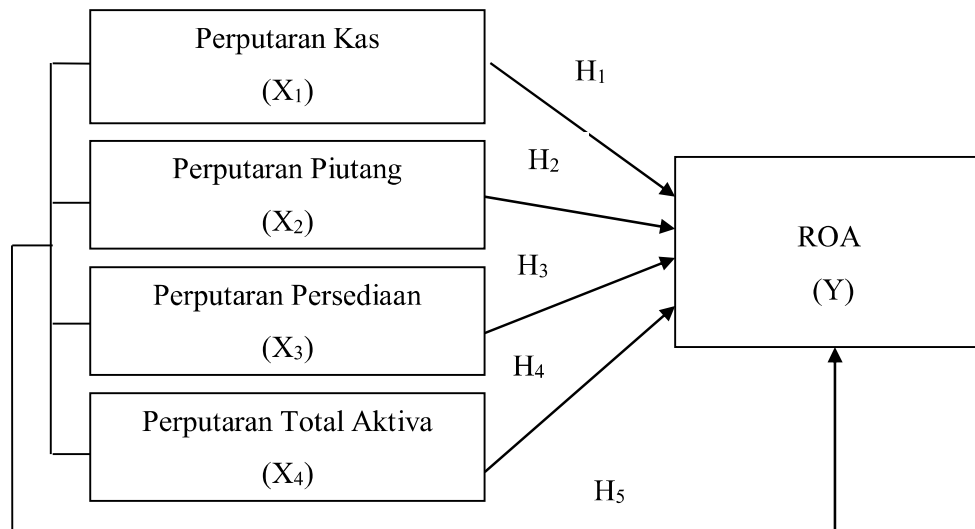 Perputaran Kas
(X₁)
H₁
Perputaran Piutang
(X₂)
H₂
Perputaran Persediaan
(X₃)
H₃
Perputaran Total Aktiva
(X₄)
H₄
ROA
(Y)
H₅